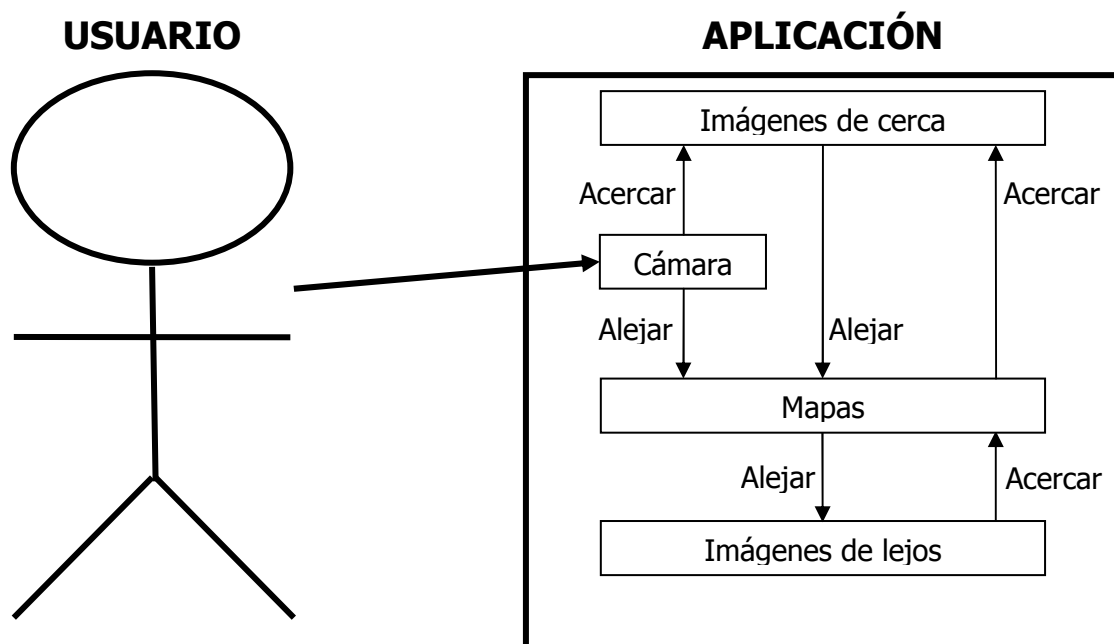 USUARIO
APLICACIÓN
Imágenes de cerca
Acercar
Acercar
Cámara
Alejar
Alejar
Mapas
Alejar
Acercar
Imágenes de lejos